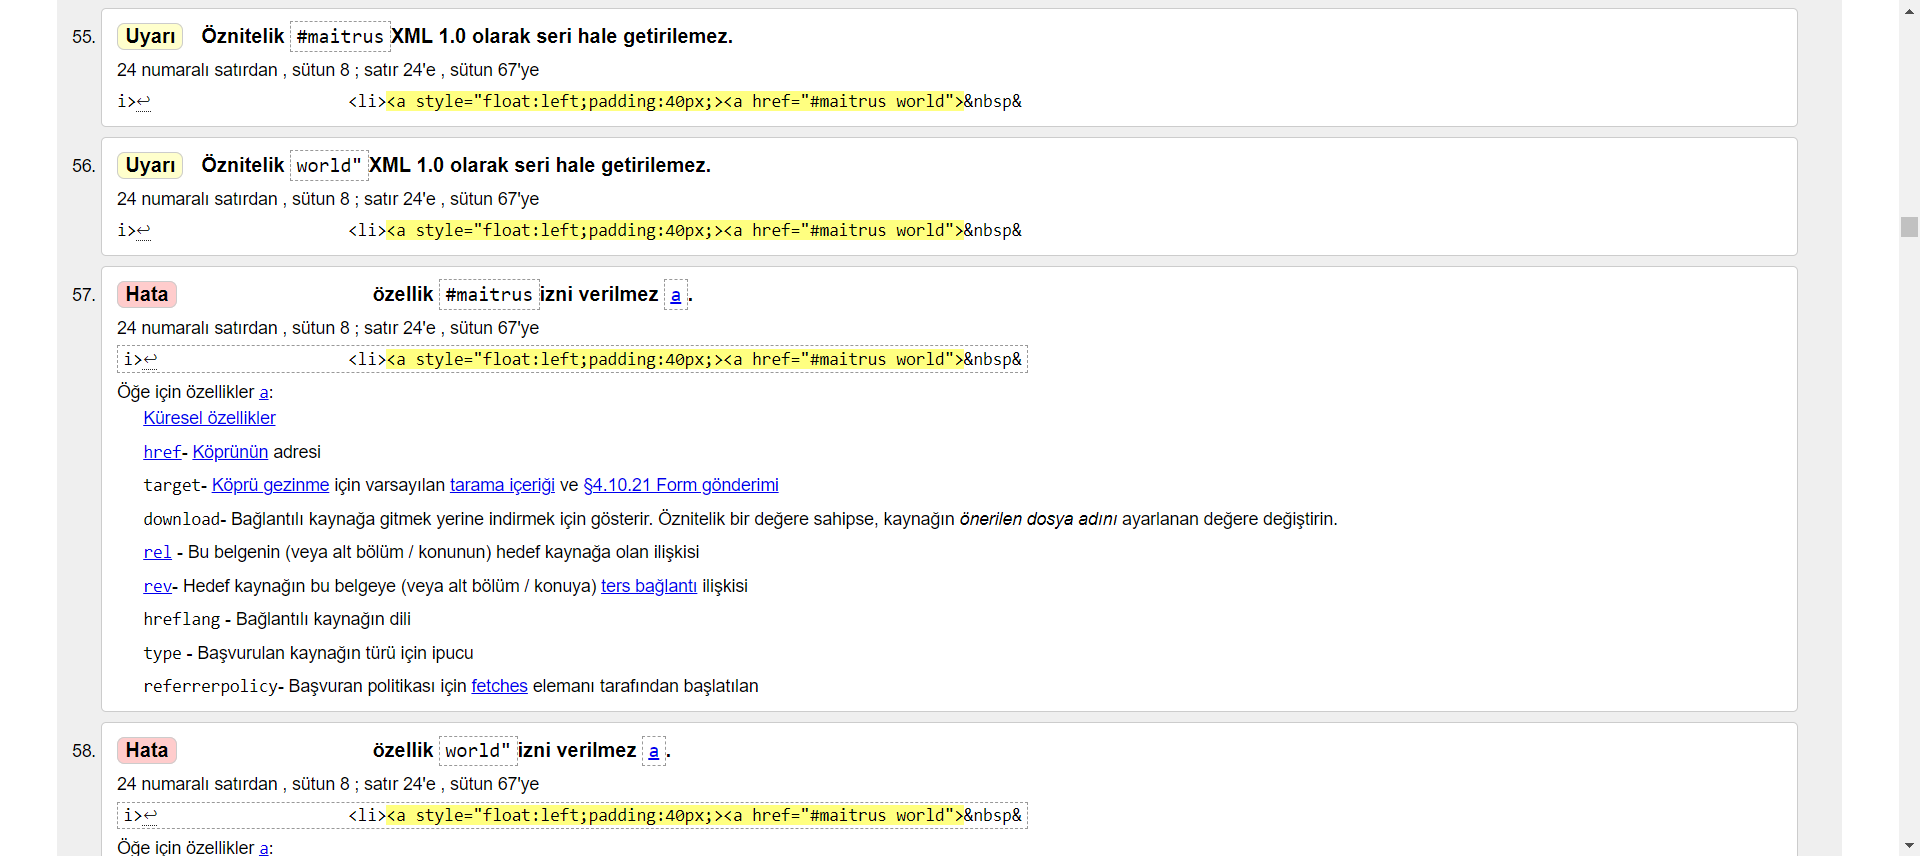 55. Uyarı Öznitelik #maitrus XML 1.0 olarak seri hale getirilemez.
24 numaralı satırdan , sütun 8 ; satır 24'e , sütun 67'ye
i>↩ <li><a style="float:left;padding:40px;><a href="#maitrus world">&nbsp&
56. Uyarı Öznitelik world" XML 1.0 olarak seri hale getirilemez.
24 numaralı satırdan , sütun 8 ; satır 24'e , sütun 67'ye
i>↩ <li><a style="float:left;padding:40px;><a href="#maitrus world">&nbsp&
57. Hata özellik #maitrus izni verilmez a.
24 numaralı satırdan , sütun 8 ; satır 24'e , sütun 67'ye
i>↩ <li><a style="float:left;padding:40px;><a href="#maitrus world">&nbsp&
Öğe için özellikler a:
Küresel özellikler
href- Köprünün adresi
target- Köprü gezinme için varsayılan tarama içeriği ve §4.10.21 Form gönderimi
download- Bağlantılı kaynağa gitmek yerine indirmek için gösterir. Öznitelik bir değere sahipse, kaynağın önerilen dosya adını ayarlanan değere değiştirin.
rel - Bu belgenin (veya alt bölüm / konunun) hedef kaynağa olan ilişkisi
rev- Hedef kaynağın bu belgeye (veya alt bölüm / konuya) ters bağlantı ilişkisi
hreflang - Bağlantılı kaynağın dili
type - Başvurulan kaynağın türü için ipucu
referrerpolicy- Başvuran politikası için fetches elemanı tarafından başlatılan
58. Hata özellik world" izni verilmez a.
24 numaralı satırdan , sütun 8 ; satır 24'e , sütun 67'ye
i>↩ <li><a style="float:left;padding:40px;><a href="#maitrus world">&nbsp&
Öğe için özellikler a: